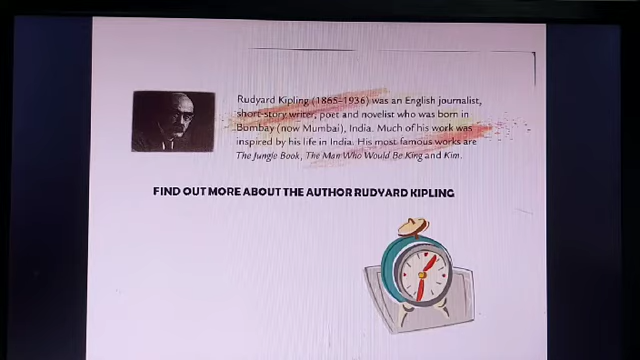 Rudyard Kipling (1865–1936) was an English journalist,
short-story writer, poet and novelist who was born in
Bombay (now Mumbai), India. Much of his work was
inspired by his life in India. His most famous works are
The Jungle Book, The Man Who Would Be King and Kim.
FIND OUT MORE ABOUT THE AUTHOR RUDYARD KIPLING